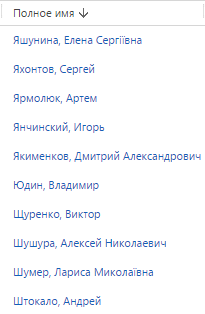 Полное имя ↓
Яшунина, Елена Сергіївна
Яхонтов, Сергей
Ярмолюк, Артем
Янчинский, Игорь
Якименков, Дмитрий Александрович
Юдин, Владимир
Щуренко, Виктор
Шушура, Алексей Николаевич
Шумер, Лариса Миколаївна
Штокало, Андрей